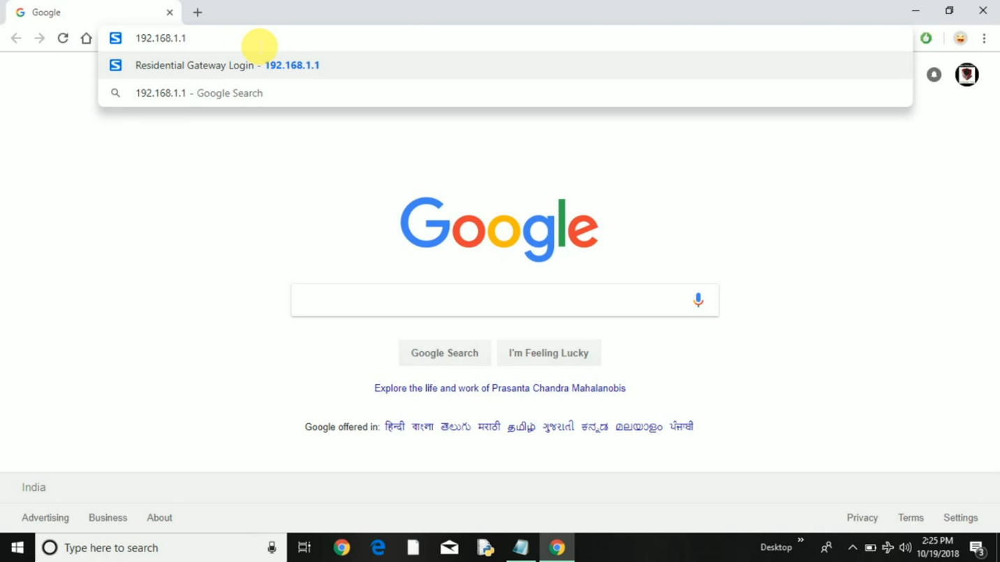 Google
192.168.1.1
Residential Gateway Login - 192.168.1.1
192.168.1.1 - Google Search
Google
Google Search
I'm Feeling Lucky
Explore the life and work of Prasanta Chandra Mahalanobis
Google offered in: हिन्दी বাংলা తెలుగు मराठी தமிழ் ગુજરાતી ಕನ್ನಡ മലയാളം ਪੰਜਾਬੀ
India
Advertising Business About
Privacy Terms Settings
Type here to search
Desktop
2:25 PM
10/19/2018
3